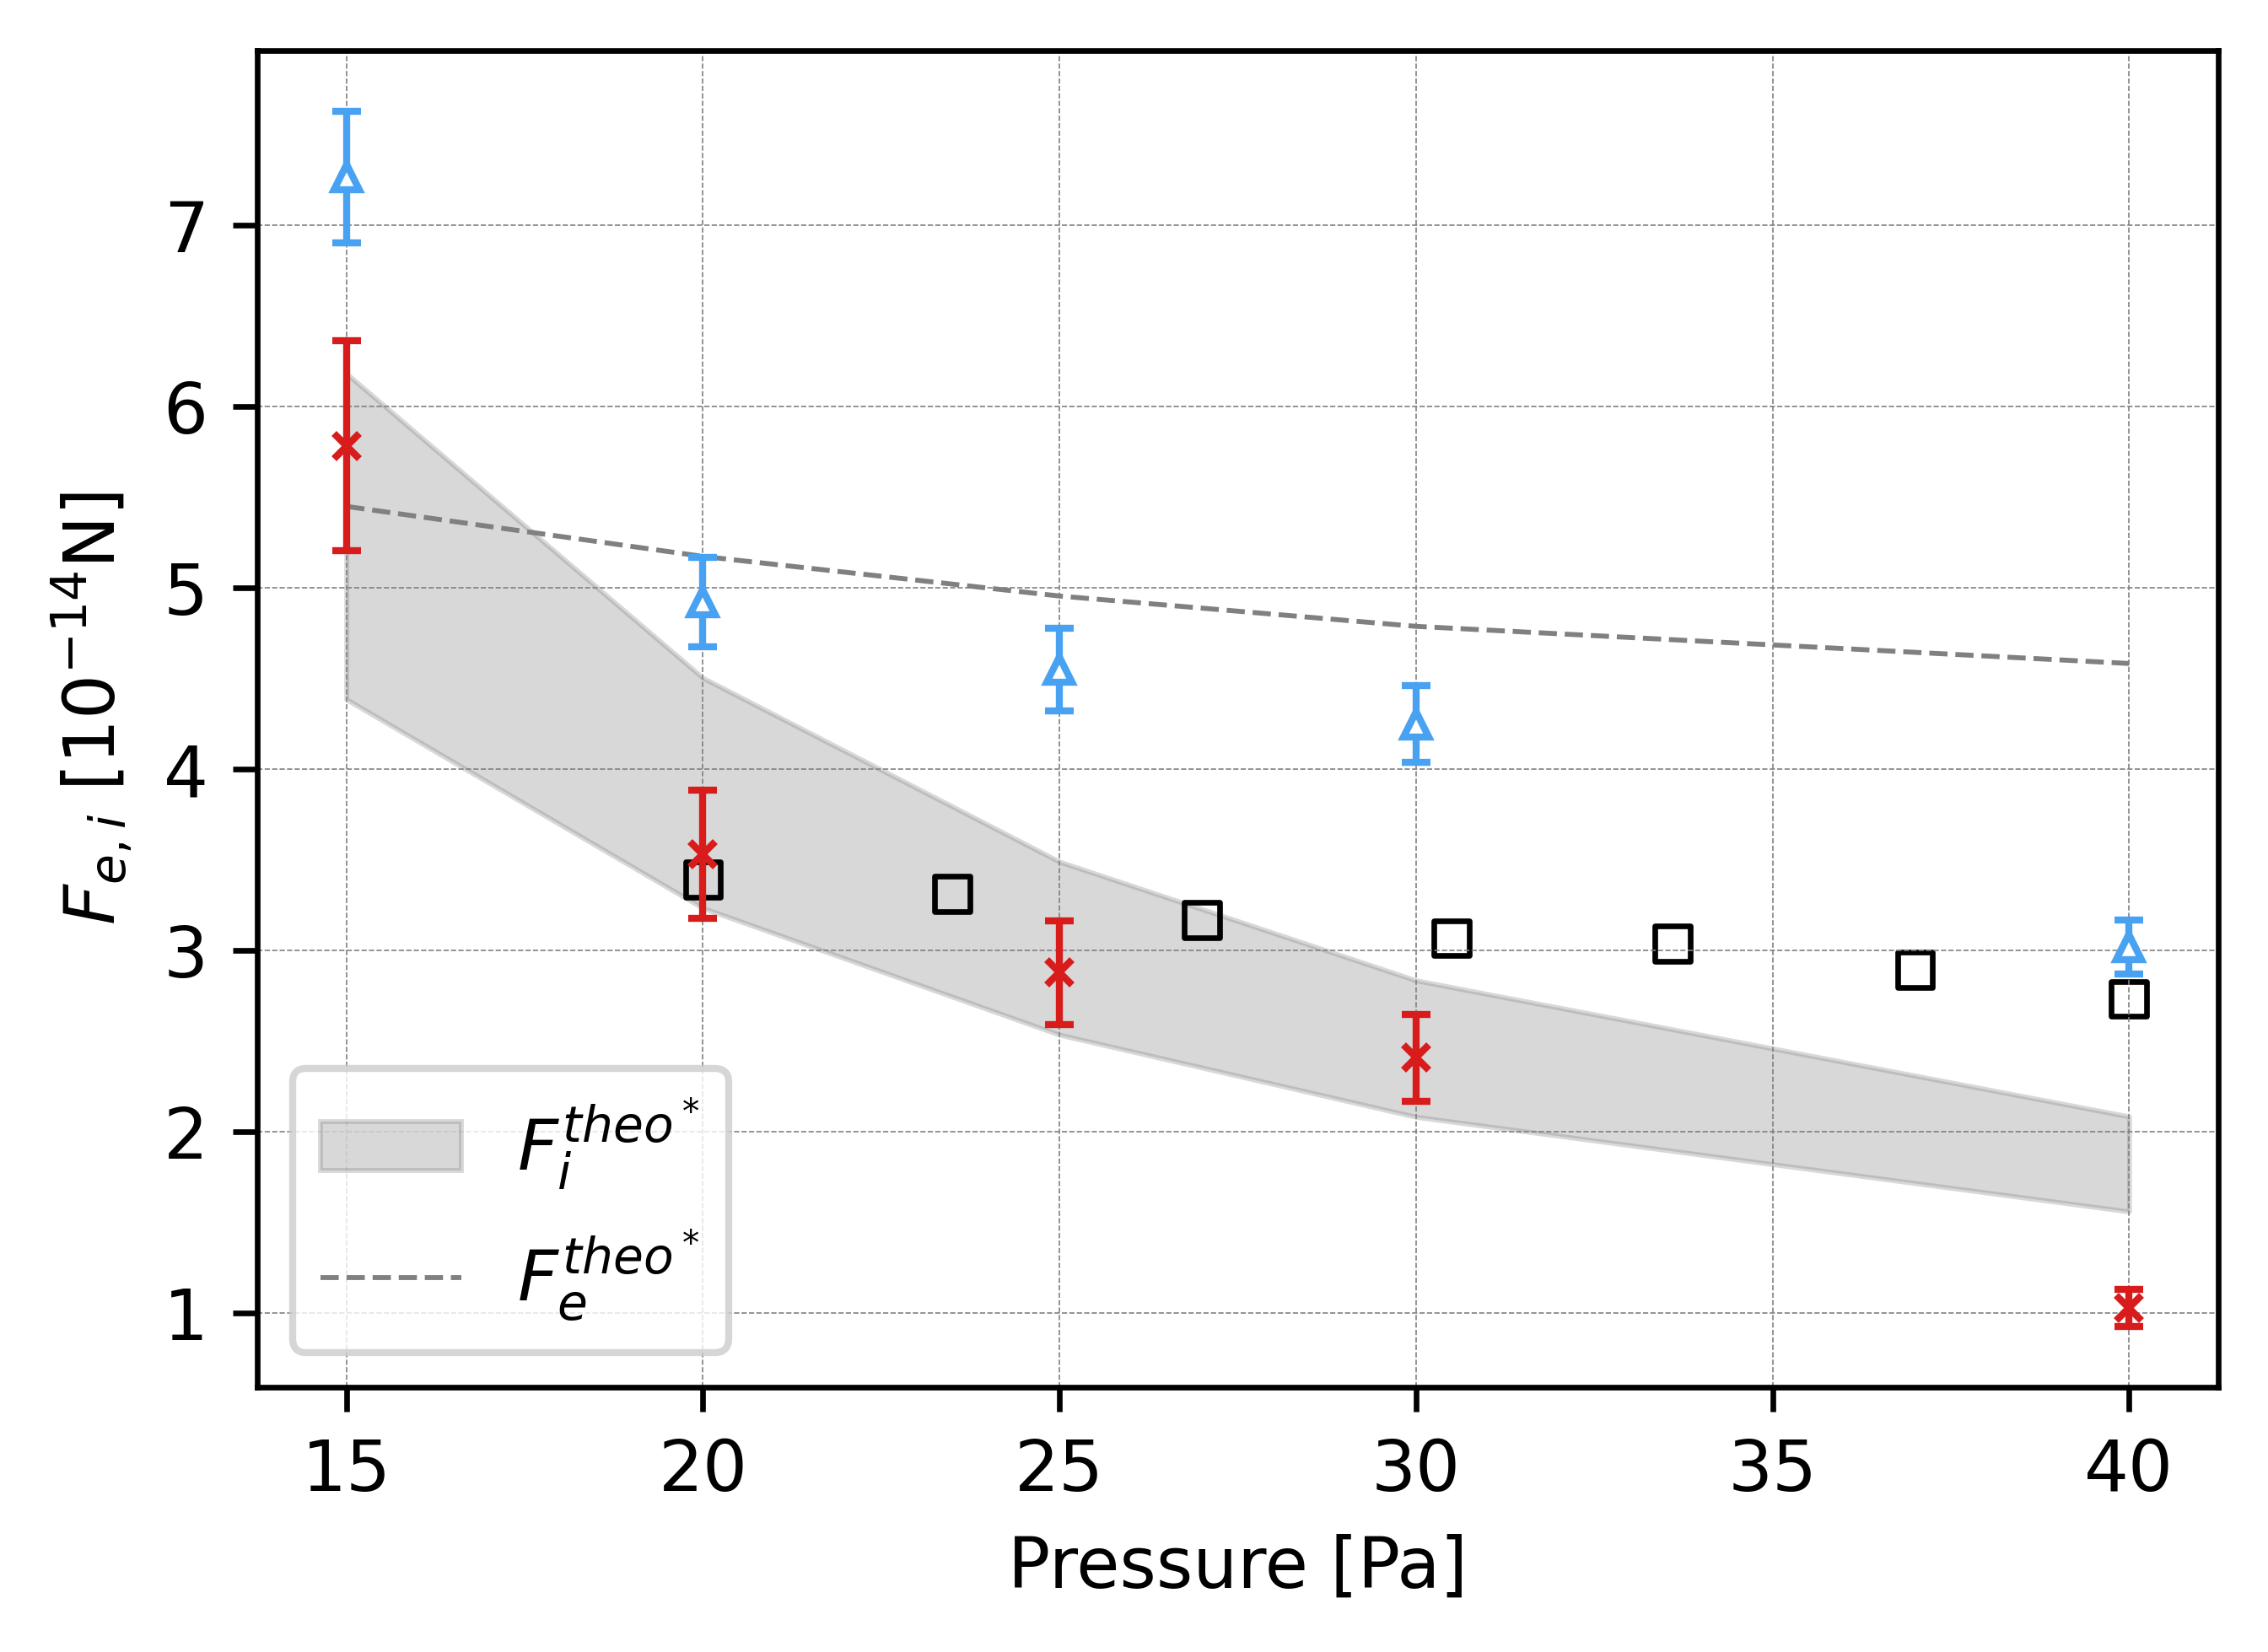 F_{e, i} [10^{−14}N]
7
6
5
4
3
2
1
F_i^{theo^*}
F_e^{theo^*}
15 20 25 30 35 40
Pressure [Pa]